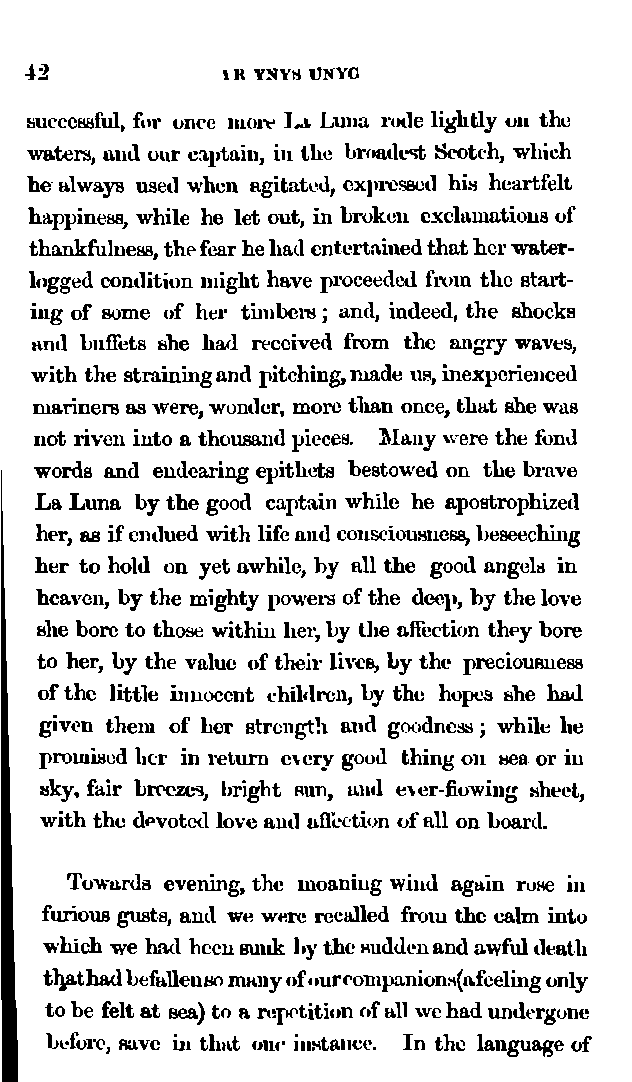 42 YR YNYS UNYG
successful, for once more La Luna rode lightly on the
waters, and our captain, in the broadest Scotch, which
he always used when agitated, expressed his heartfelt
happiness, while he let out, in broken exclamations of
thankfulness, the fear he had entertained that her water-
logged condition might have proceeded from the start-
ing of some of her timbers; and, indeed, the shocks
and buffets she had received from the angry waves,
with the straining and pitching, made us, inexperienced
mariners as were, wonder, more than once, that she was
not riven into a thousand pieces. Many were the fond
words and endearing epithets bestowed on the brave
La Luna by the good captain while he apostrophized
her, as if endued with life and consciousness, beseeching
her to hold on yet awhile, by all the good angels in
heaven, by the mighty powers of the deep, by the love
she bore to those within her, by the affection they bore
to her, by the value of their lives, by the preciousness
of the little innocent children, by the hopes she had
given them of her strength and goodness; while he
promised her in return every good thing on sea or in
sky, fair breezes, bright sun, and ever-flowing sheet,
with the devoted love and affection of all on board.
Towards evening, the moaning wind again rose in
furious gusts, and we were recalled from the calm into
which we had been sunk by the sudden and awful death
that had befallen so many of our companions (a feeling only
to be felt at sea) to a repetition of all we had undergone
before, save in that one instance. In the language of